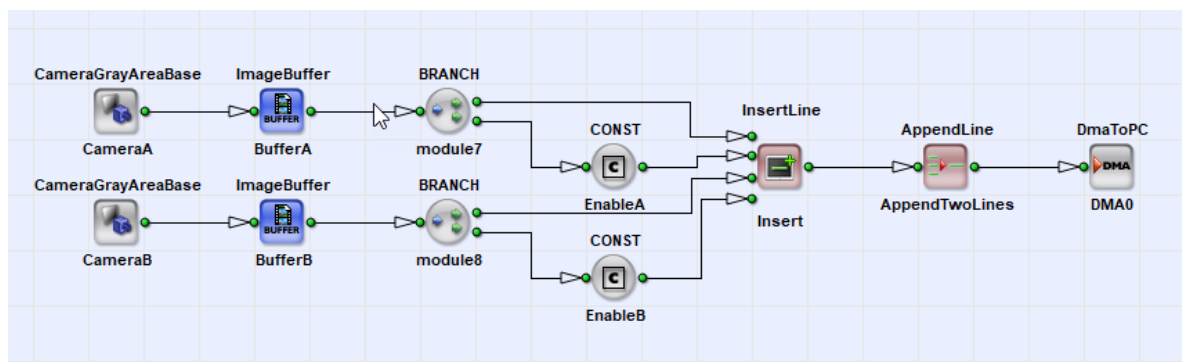 CameraGrayAreaBase ImageBuffer BRANCH
InsertLine
BUFFER
CONST AppendLine DmaToPC
CameraA BufferA module7
C
DMA
CameraGrayAreaBase ImageBuffer BRANCH
EnableA AppendTwoLines DMA0
BUFFER
Insert
CONST
CameraB BufferB module8
C
EnableB